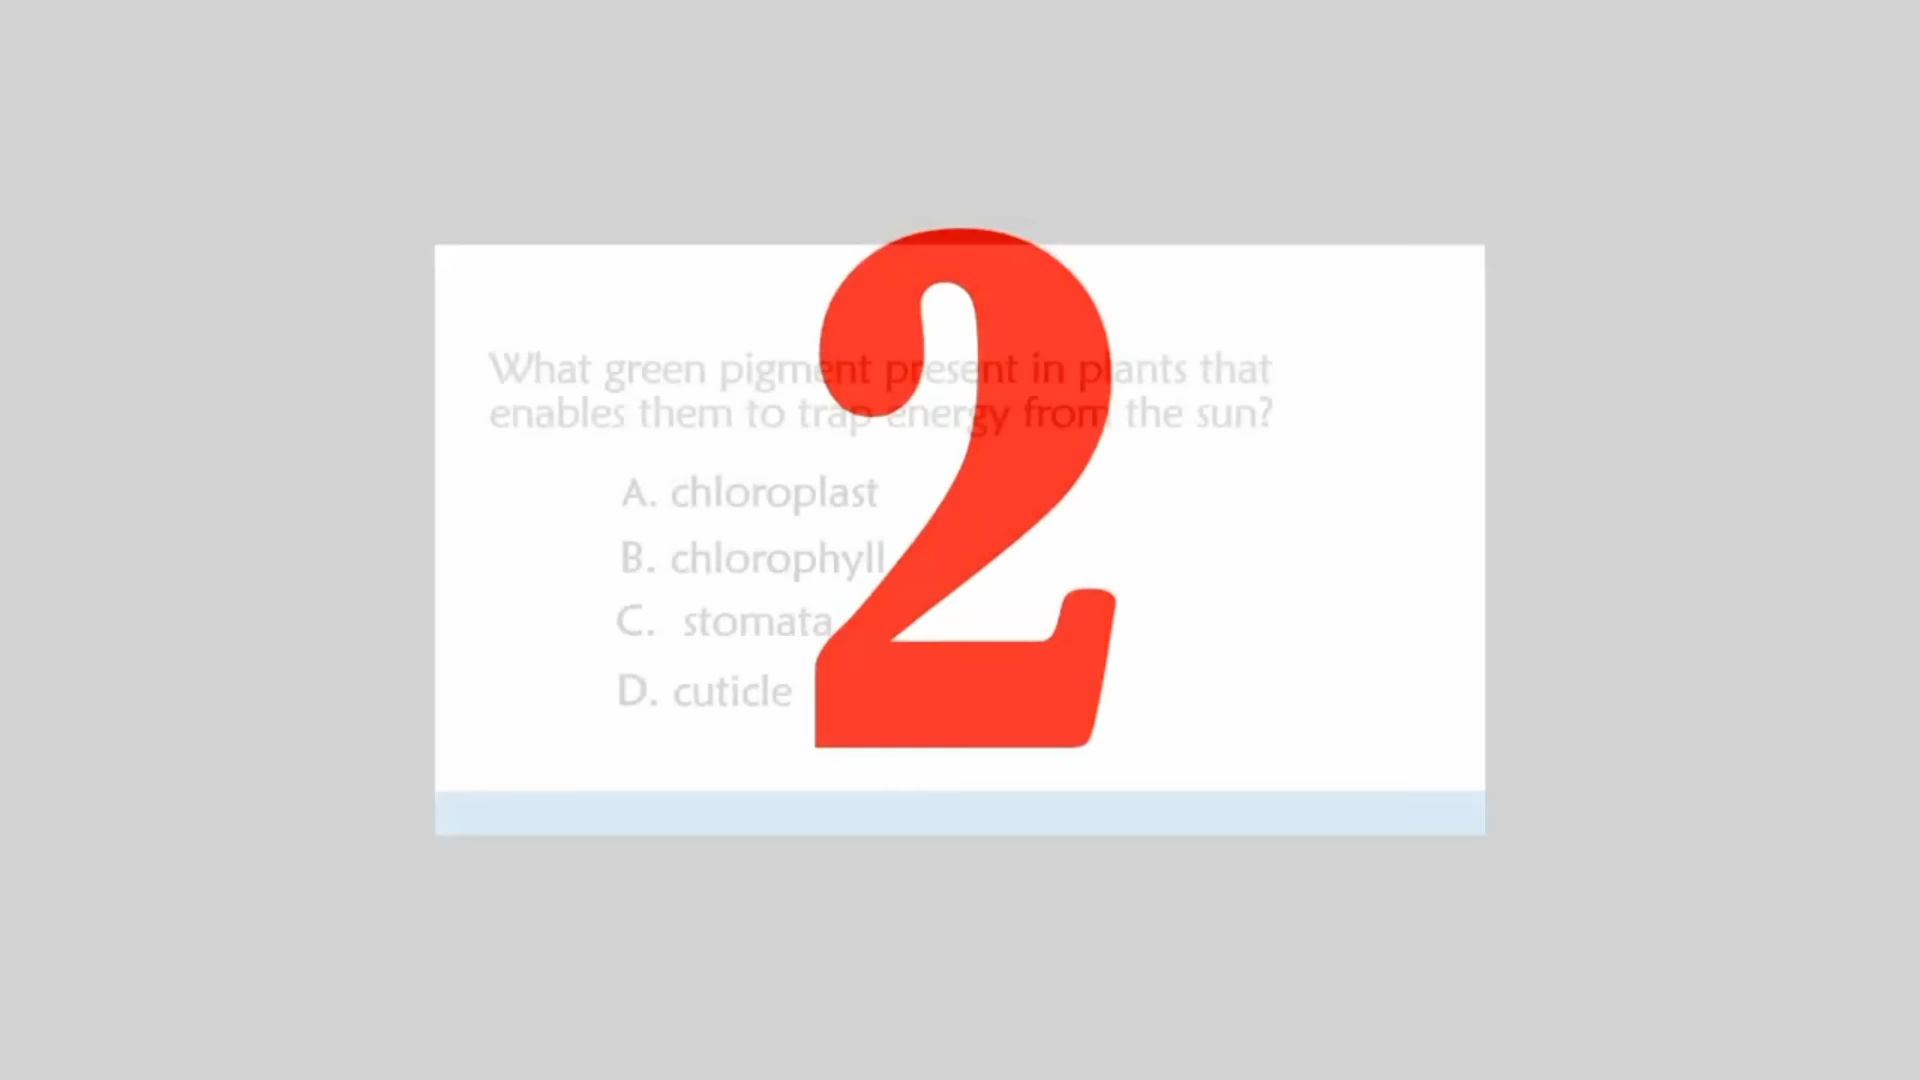 What green pigment present in plants that
enables them to trap energy from the sun?
A. chloroplast
B. chlorophyll
C. stomata
D. cuticle
2